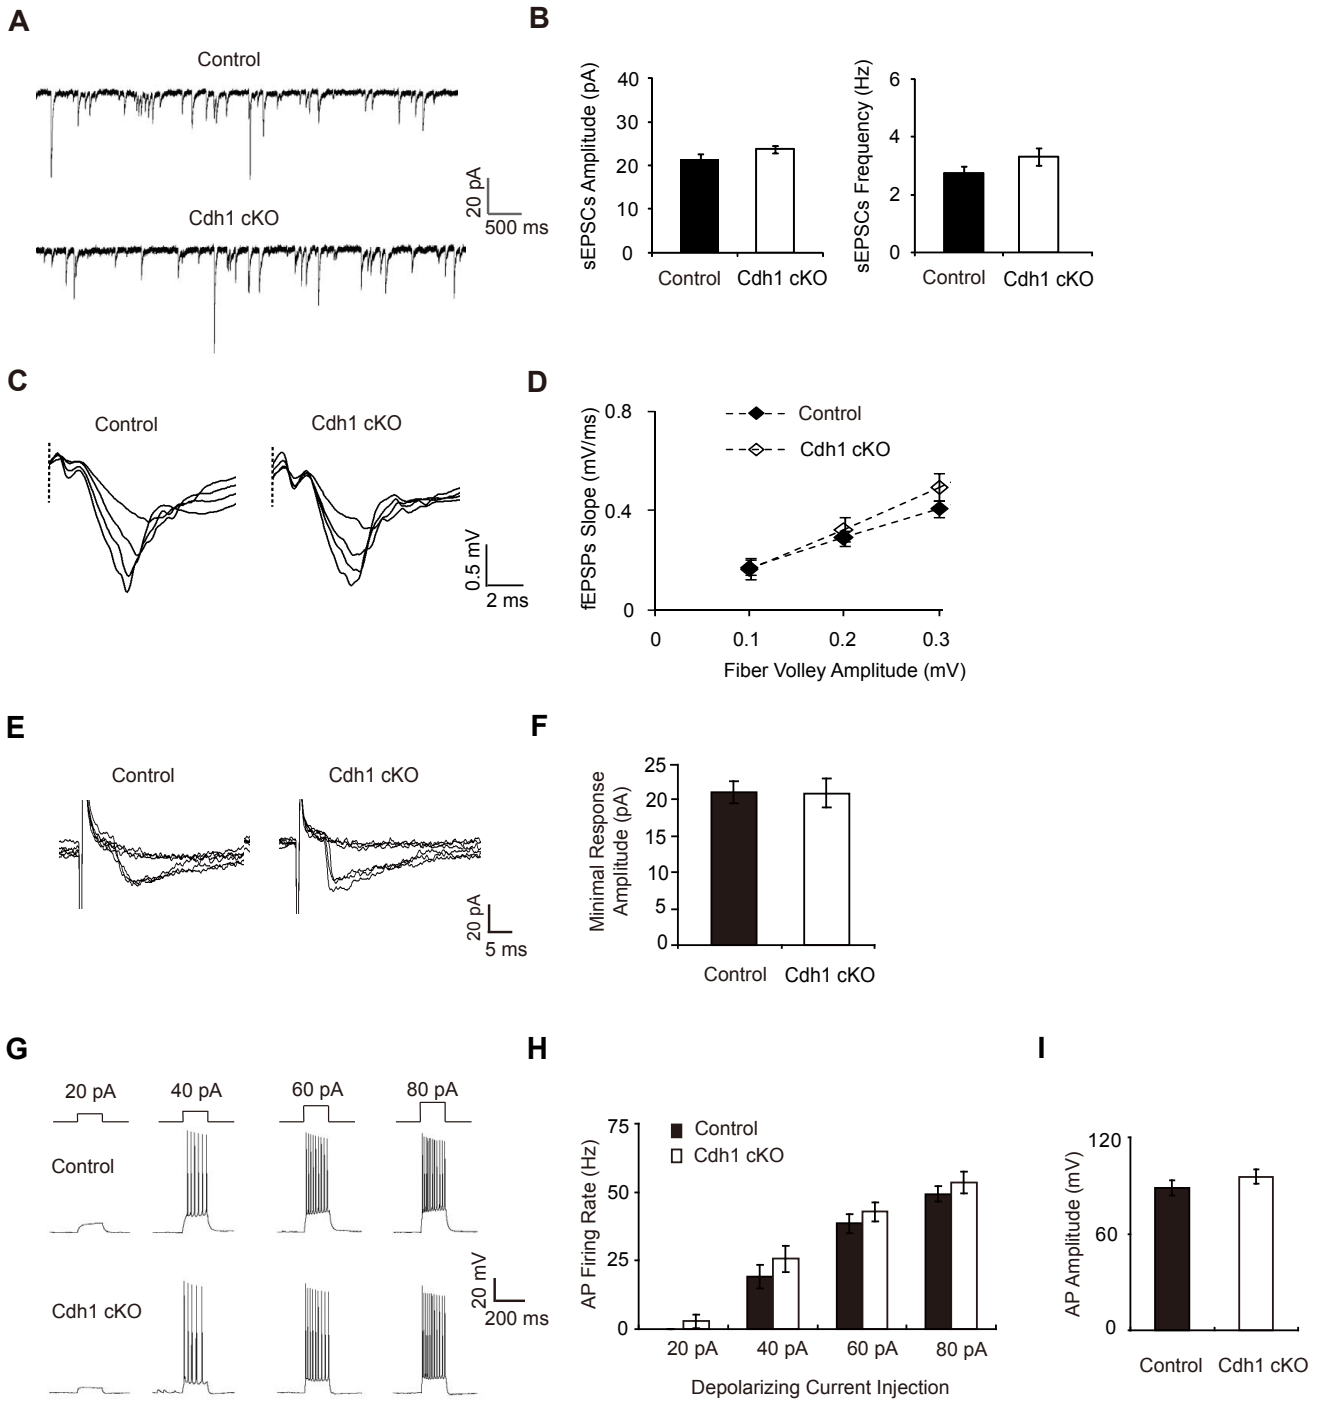 A
Control
20 pA
500 ms
Cdh1 cKO
B
sEPSCs Amplitude (pA)
40
30
20
10
0
Control
Cdh1 cKO
sEPSCs Frequency (Hz)
6
4
2
0
Control
Cdh1 cKO
C
Control
Cdh1 cKO
0.5 mV
2 ms
D
fEPSPs Slope (mV/ms)
0.8
0.4
0
Control
Cdh1 cKO
0
0.1
0.2
0.3
Fiber Volley Amplitude (mV)
E
Control
Cdh1 cKO
20 pA
5 ms
F
Minimal Response
Amplitude (pA)
25
20
15
10
5
0
Control
Cdh1 cKO
G
20 pA
40 pA
60 pA
80 pA
Control
Cdh1 cKO
20 mV
200 ms
H
AP Firing Rate (Hz)
75
50
25
0
Control
Cdh1 cKO
20 pA
40 pA
60 pA
80 pA
Depolarizing Current Injection
I
AP Amplitude (mV)
120
60
0
Control
Cdh1 cKO